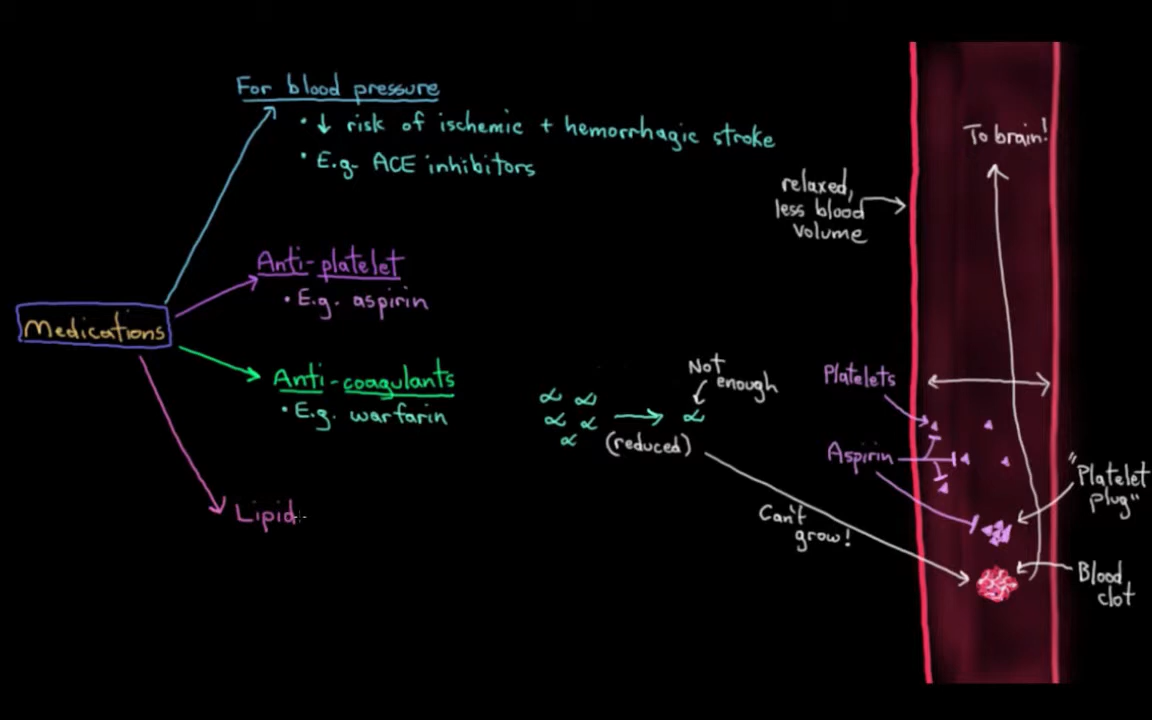 For blood pressure
• ↓ risk of ischemic + hemorrhagic stroke
• E.g. ACE inhibitors
Anti-platelet
• E.g. aspirin
Medications
Anti-coagulants
• E.g. warfarin
Lipid
(reduced)
Not
enough
Can't
grow!
relaxed,
less blood
volume
To brain!
Platelets
Aspirin
"Platelet
plug"
Blood
clot